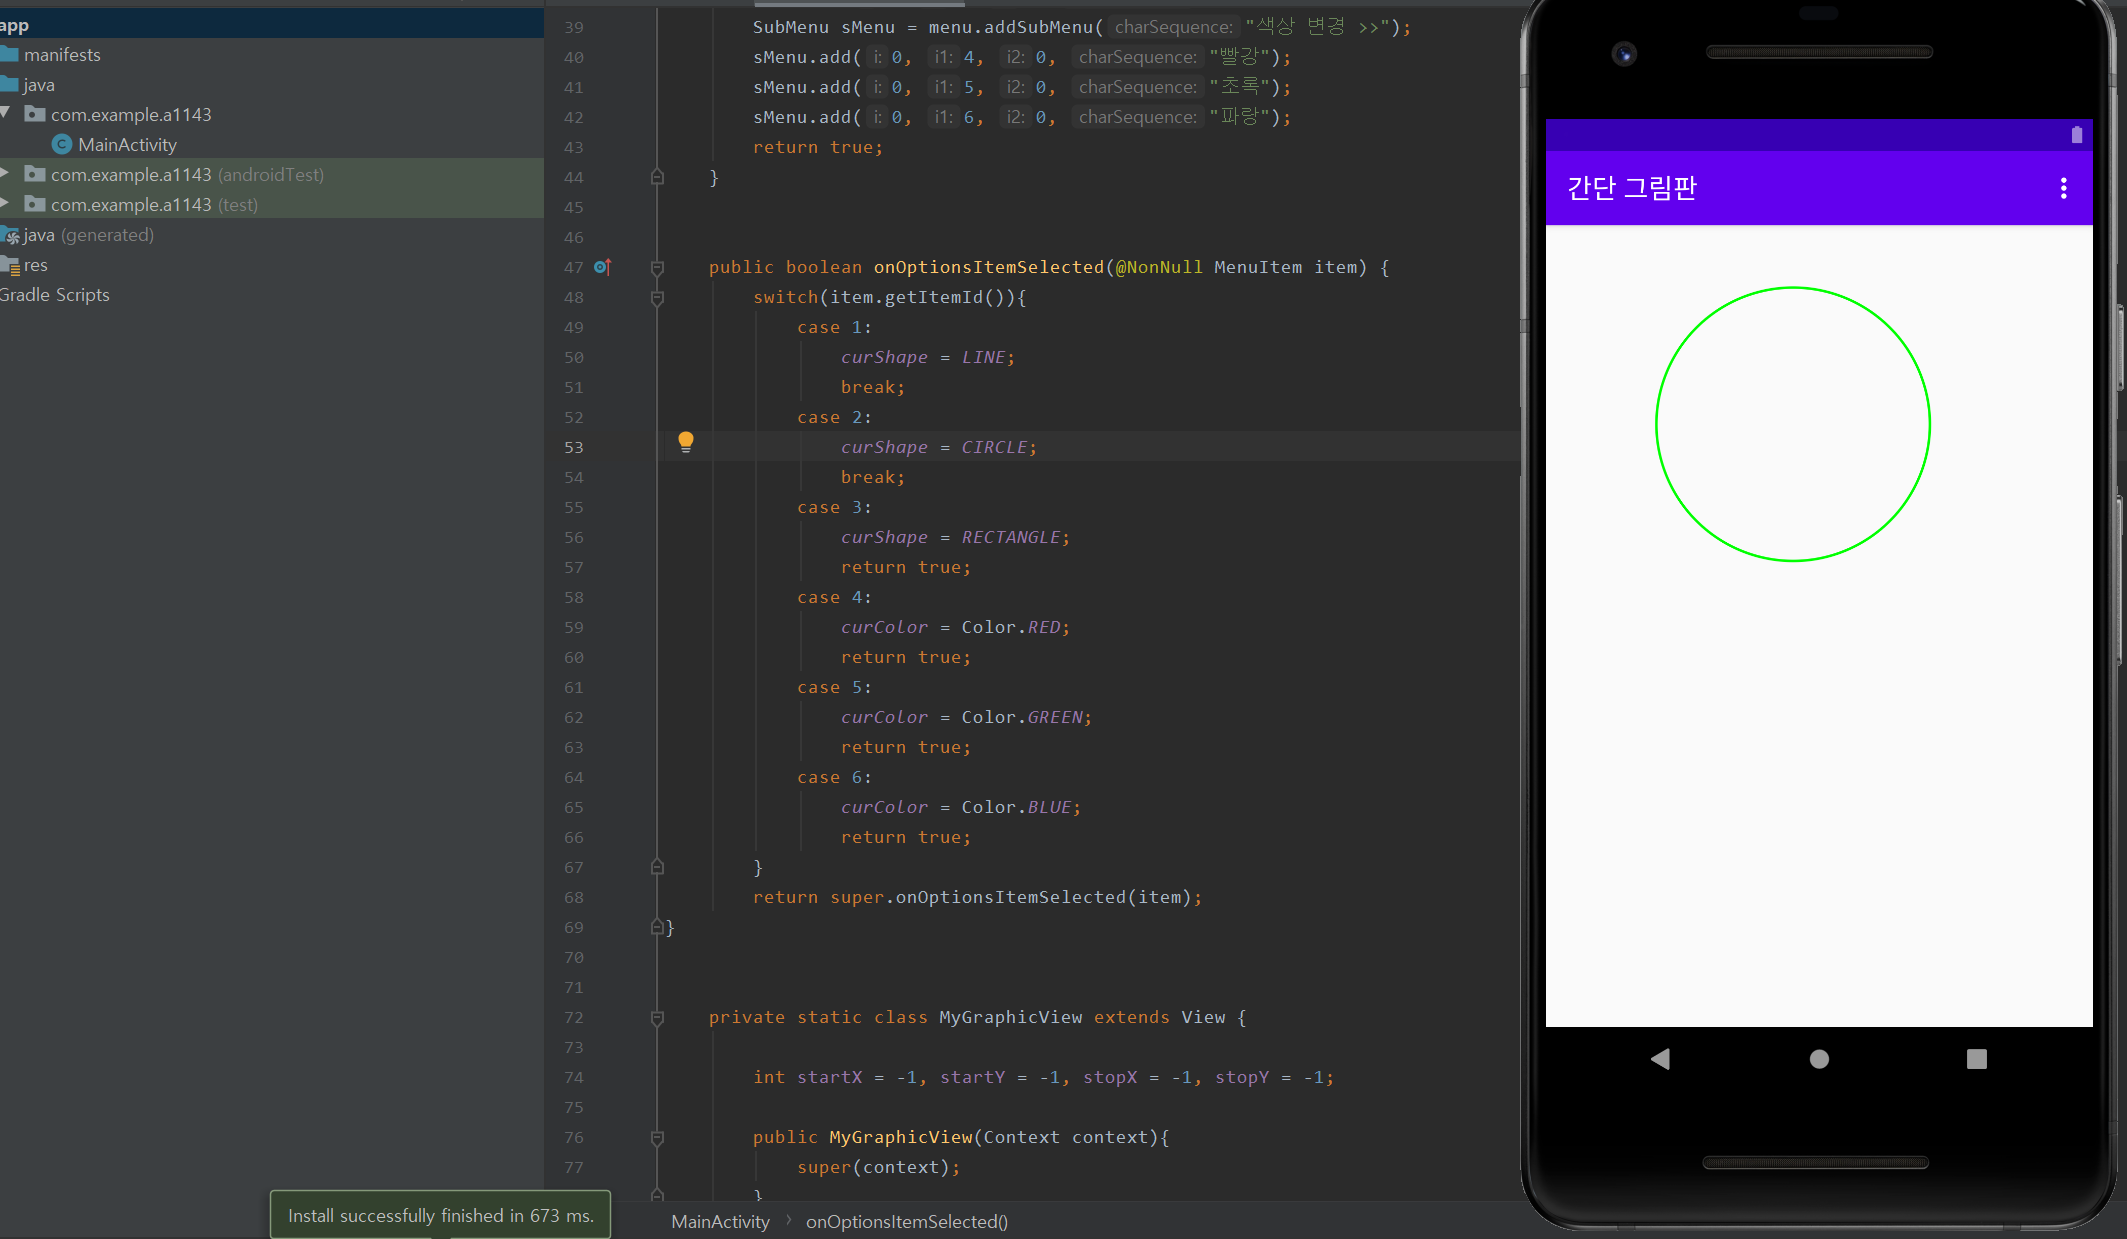 app
manifests
java
com.example.a1143
MainActivity
com.example.a1143 (androidTest)
com.example.a1143 (test)
java (generated)
res
Gradle Scripts
39 SubMenu sMenu = menu.addSubMenu( charSequence: "색상 변경 >>");
40 sMenu.add( i: 0, i1: 4, i2: 0, charSequence: "빨강");
41 sMenu.add( i: 0, i1: 5, i2: 0, charSequence: "초록");
42 sMenu.add( i: 0, i1: 6, i2: 0, charSequence: "파랑");
43 return true;
44 }
45
46
47 public boolean onOptionsItemSelected(@NonNull MenuItem item) {
48 switch(item.getItemId()){
49 case 1:
50 curShape = LINE;
51 break;
52 case 2:
53 curShape = CIRCLE;
54 break;
55 case 3:
56 curShape = RECTANGLE;
57 return true;
58 case 4:
59 curColor = Color.RED;
60 return true;
61 case 5:
62 curColor = Color.GREEN;
63 return true;
64 case 6:
65 curColor = Color.BLUE;
66 return true;
67 }
68 return super.onOptionsItemSelected(item);
69 }
70
71
72 private static class MyGraphicView extends View {
73
74 int startX = -1, startY = -1, stopX = -1, stopY = -1;
75
76 public MyGraphicView(Context context){
77 super(context);
}
MainActivity › onOptionsItemSelected()
Install successfully finished in 673 ms.
간단 그림판